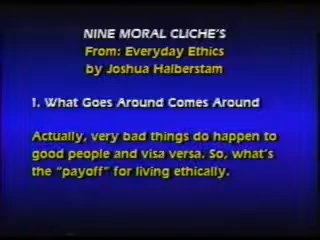 NINE MORAL CLICHE'S
From: Everyday Ethics
by Joshua Halberstam
1. What Goes Around Comes Around
Actually, very bad things do happen to
good people and visa versa. So, what's
the "payoff" for living ethically.